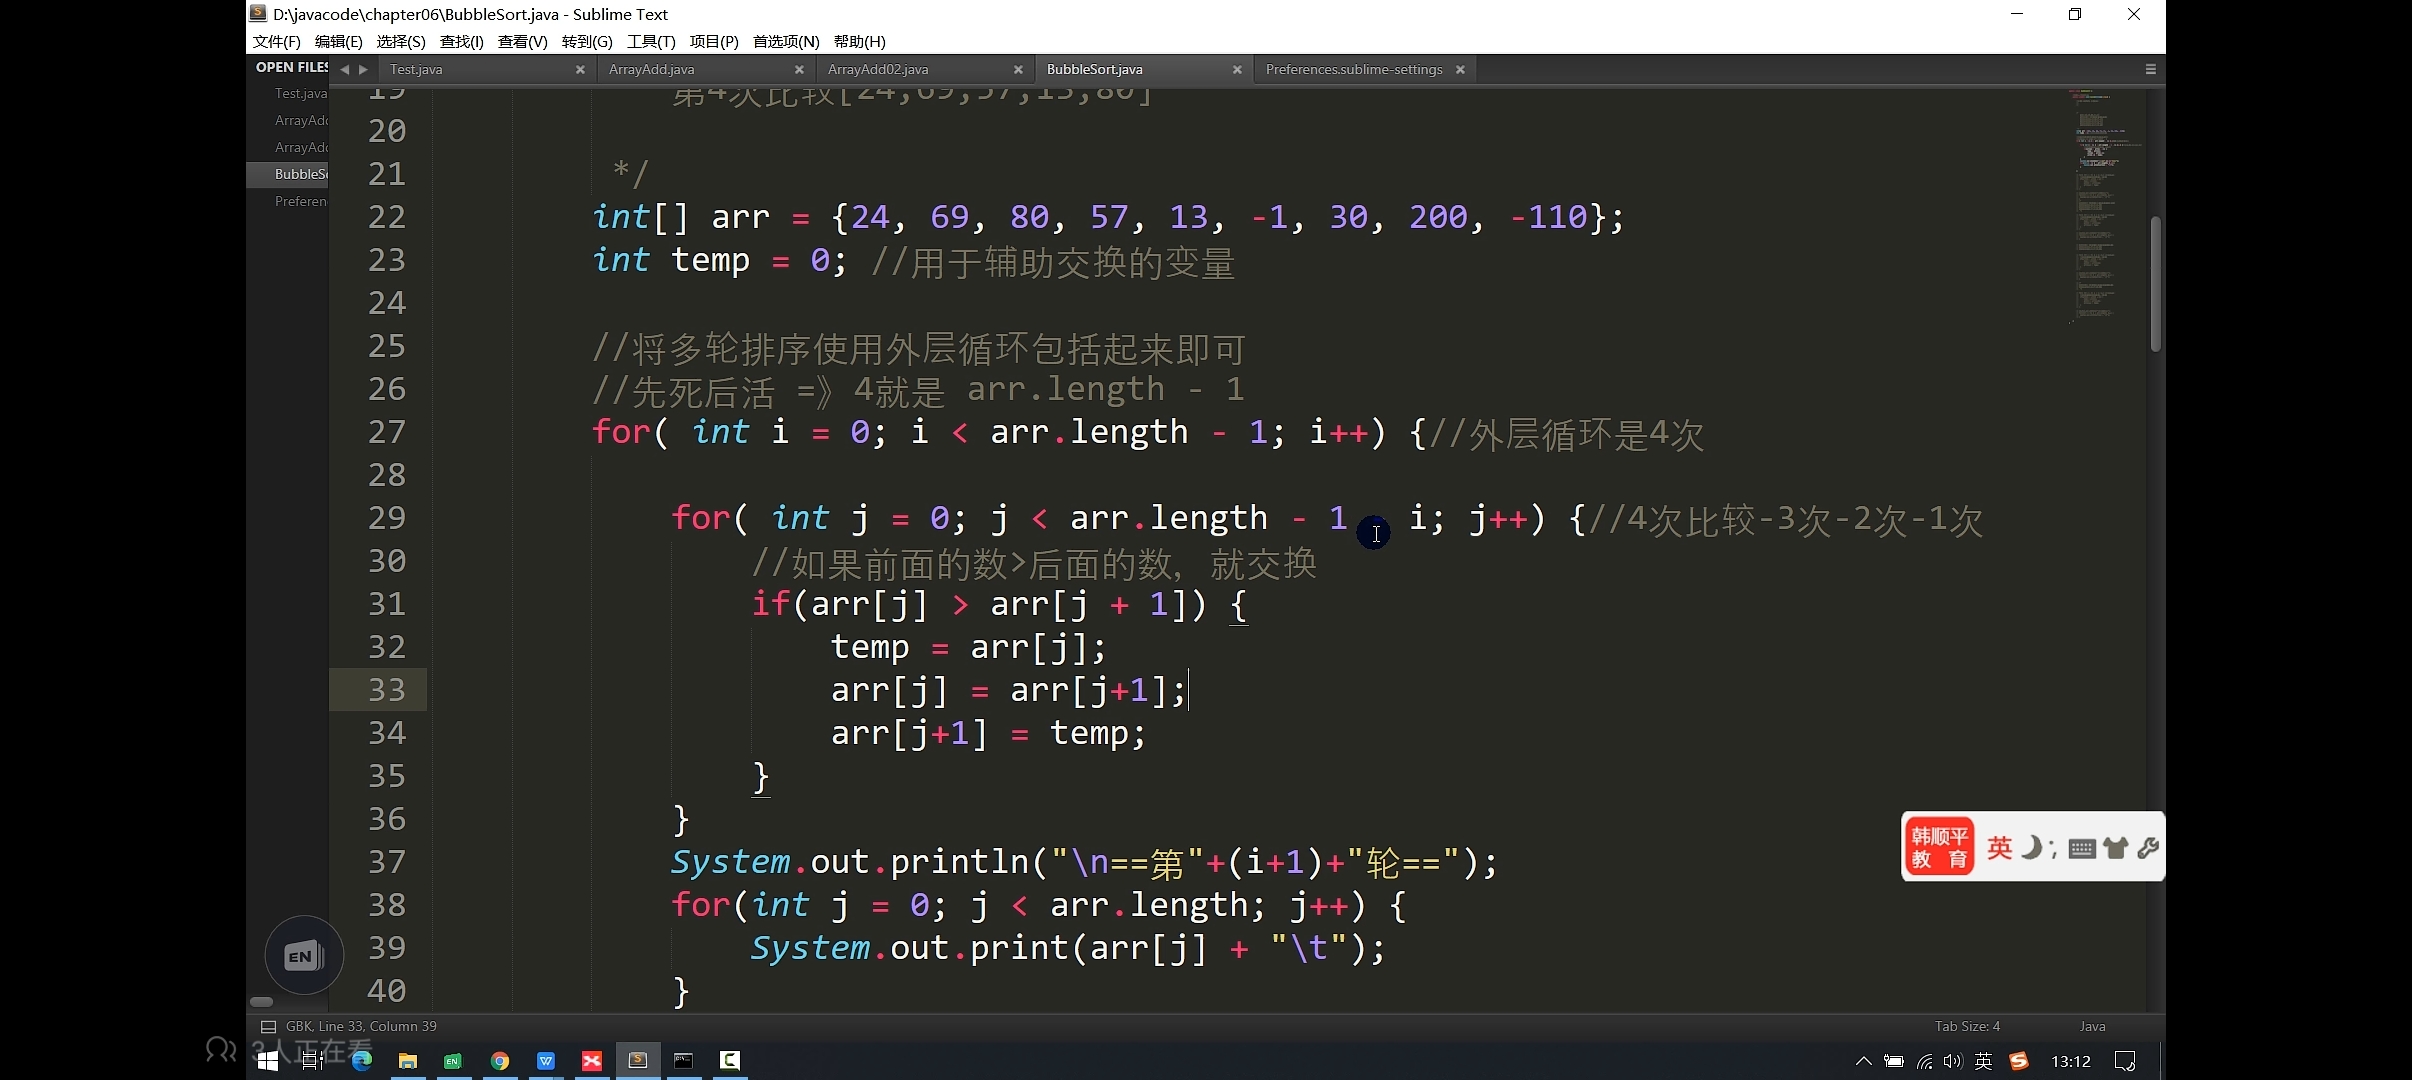 D:\javacode\chapter06\BubbleSort.java - Sublime Text
文件(F) 编辑(E) 选择(S) 查找(I) 查看(V) 转到(G) 工具(T) 项目(P) 首选项(N) 帮助(H)
OPEN FILES
Test.java ArrayAdd.java ArrayAdd02.java BubbleSort.java Preferences.sublime-settings
Test.java
ArrayAdd
ArrayAdd
BubbleSo
Preferen
19 第4次比较[24,69,57,13,80]
20
21 */
22 int[] arr = {24, 69, 80, 57, 13, -1, 30, 200, -110};
23 int temp = 0; //用于辅助交换的变量
24
25 //将多轮排序使用外层循环包括起来即可
26 //先死后活 =》4就是 arr.length - 1
27 for( int i = 0; i < arr.length - 1; i++) {//外层循环是4次
28
29 for( int j = 0; j < arr.length - 1 i; j++) {//4次比较-3次-2次-1次
30 //如果前面的数>后面的数，就交换
31 if(arr[j] > arr[j + 1]) {
32 temp = arr[j];
33 arr[j] = arr[j+1];
34 arr[j+1] = temp;
35 }
36 }
37 System.out.println("\n==第"+(i+1)+"轮==");
38 for(int j = 0; j < arr.length; j++) {
39 System.out.print(arr[j] + "\t");
40 }
韩顺平
教育
英
EN
GBK, Line 33, Column 39
Tab Size: 4
Java
3人正在看
英
13:12